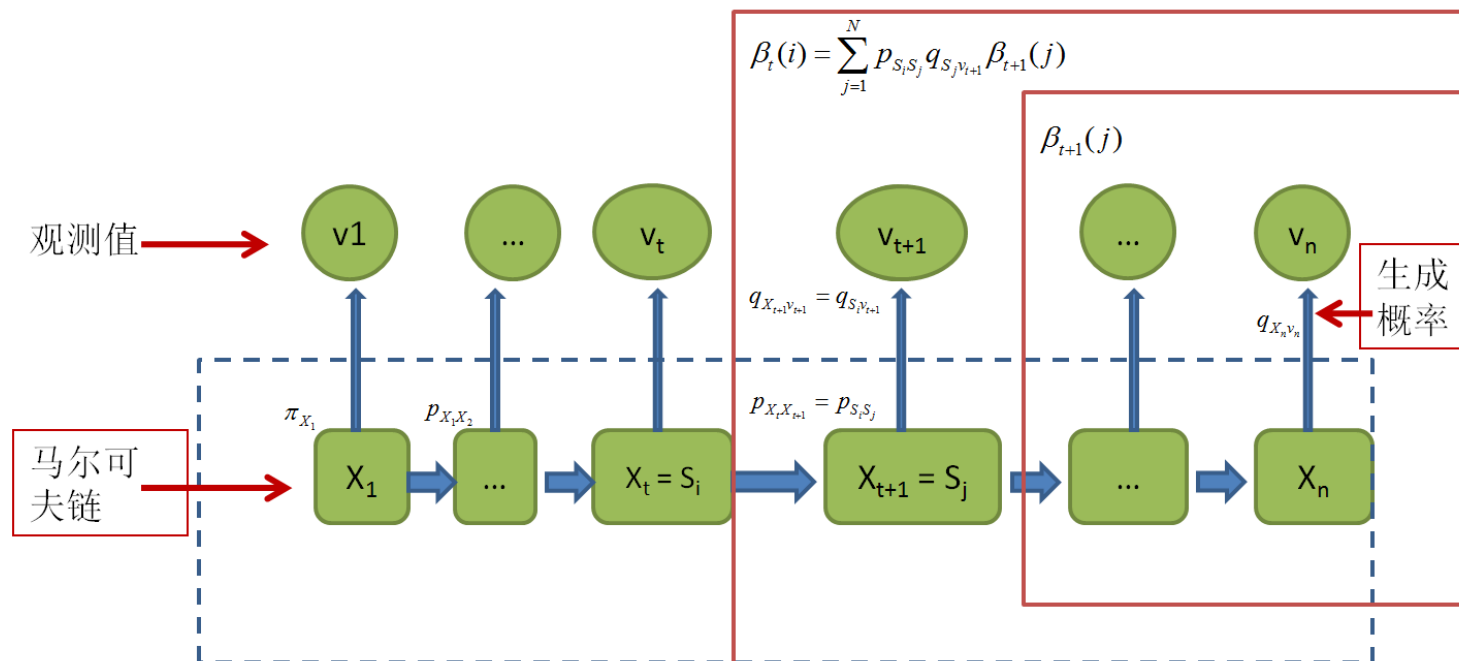 β_t(i) = \sum_{j=1}^{N} p_{S_iS_j} q_{S_jv_{t+1}} β_{t+1}(j)
β_{t+1}(j)
观测值
v1
...
v_t
v_{t+1}
...
v_n
生成
概率
q_{X_{t+1}v_{t+1}} = q_{S_iv_{t+1}}
q_{X_nv_n}
π_{X_1}
p_{X_1X_2}
p_{X_tX_{t+1}} = p_{S_iS_j}
马尔可
夫链
X_1
...
X_t = S_i
X_{t+1} = S_j
...
X_n